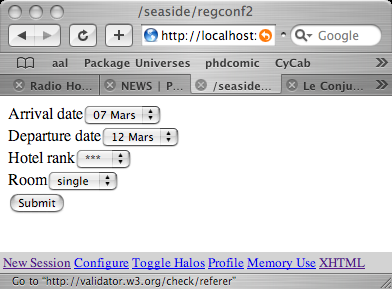 /seaside/regconf2
http://localhost: Google
aal Package Universes phdcomic CyCab
Radio Ho NEWS | P... /seasid... Le Conju...
Arrival date 07 Mars
Departure date 12 Mars
Hotel rank ***
Room single
Submit
New Session Configure Toggle Halos Profile Memory Use XHTML
Go to "http://validator.w3.org/check/referer"